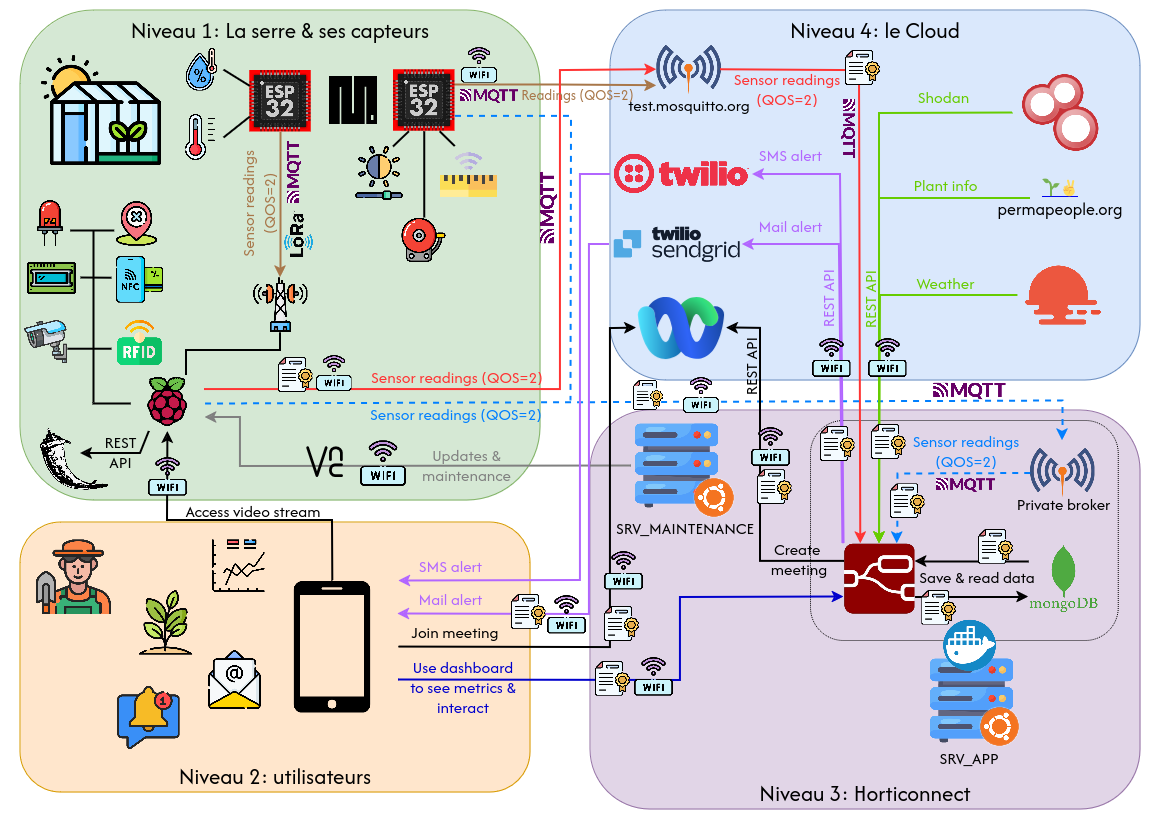 Niveau 1: La serre & ses capteurs
%
ESP
32
ESP
32
WIFI
MQTT
Readings (QOS=2)
Sensor readings
(QOS=2)
MQTT
LoRa
MQTT
NFC
RFID
WIFI
Sensor readings (QOS=2)
Sensor readings (QOS=2)
REST
API
WIFI
VNC
WIFI
Updates &
maintenance
Niveau 4: le Cloud
test.mosquitto.org
Sensor readings
(QOS=2)
MQTT
Shodan
twilio
SMS alert
Plant info
permapeople.org
twilio
sendgrid
Mail alert
REST API
REST API
Weather
REST API
WIFI
WIFI
WIFI
MQTT
WIFI
SRV_MAINTENANCE
Sensor readings
(QOS=2)
MQTT
Private broker
Create
meeting
Save & read data
mongoDB
SRV_APP
Niveau 3: Horticonnect
Access video stream
SMS alert
Mail alert
WIFI
WIFI
Join meeting
Use dashboard
to see metrics &
interact
WIFI
@
1
Niveau 2: utilisateurs